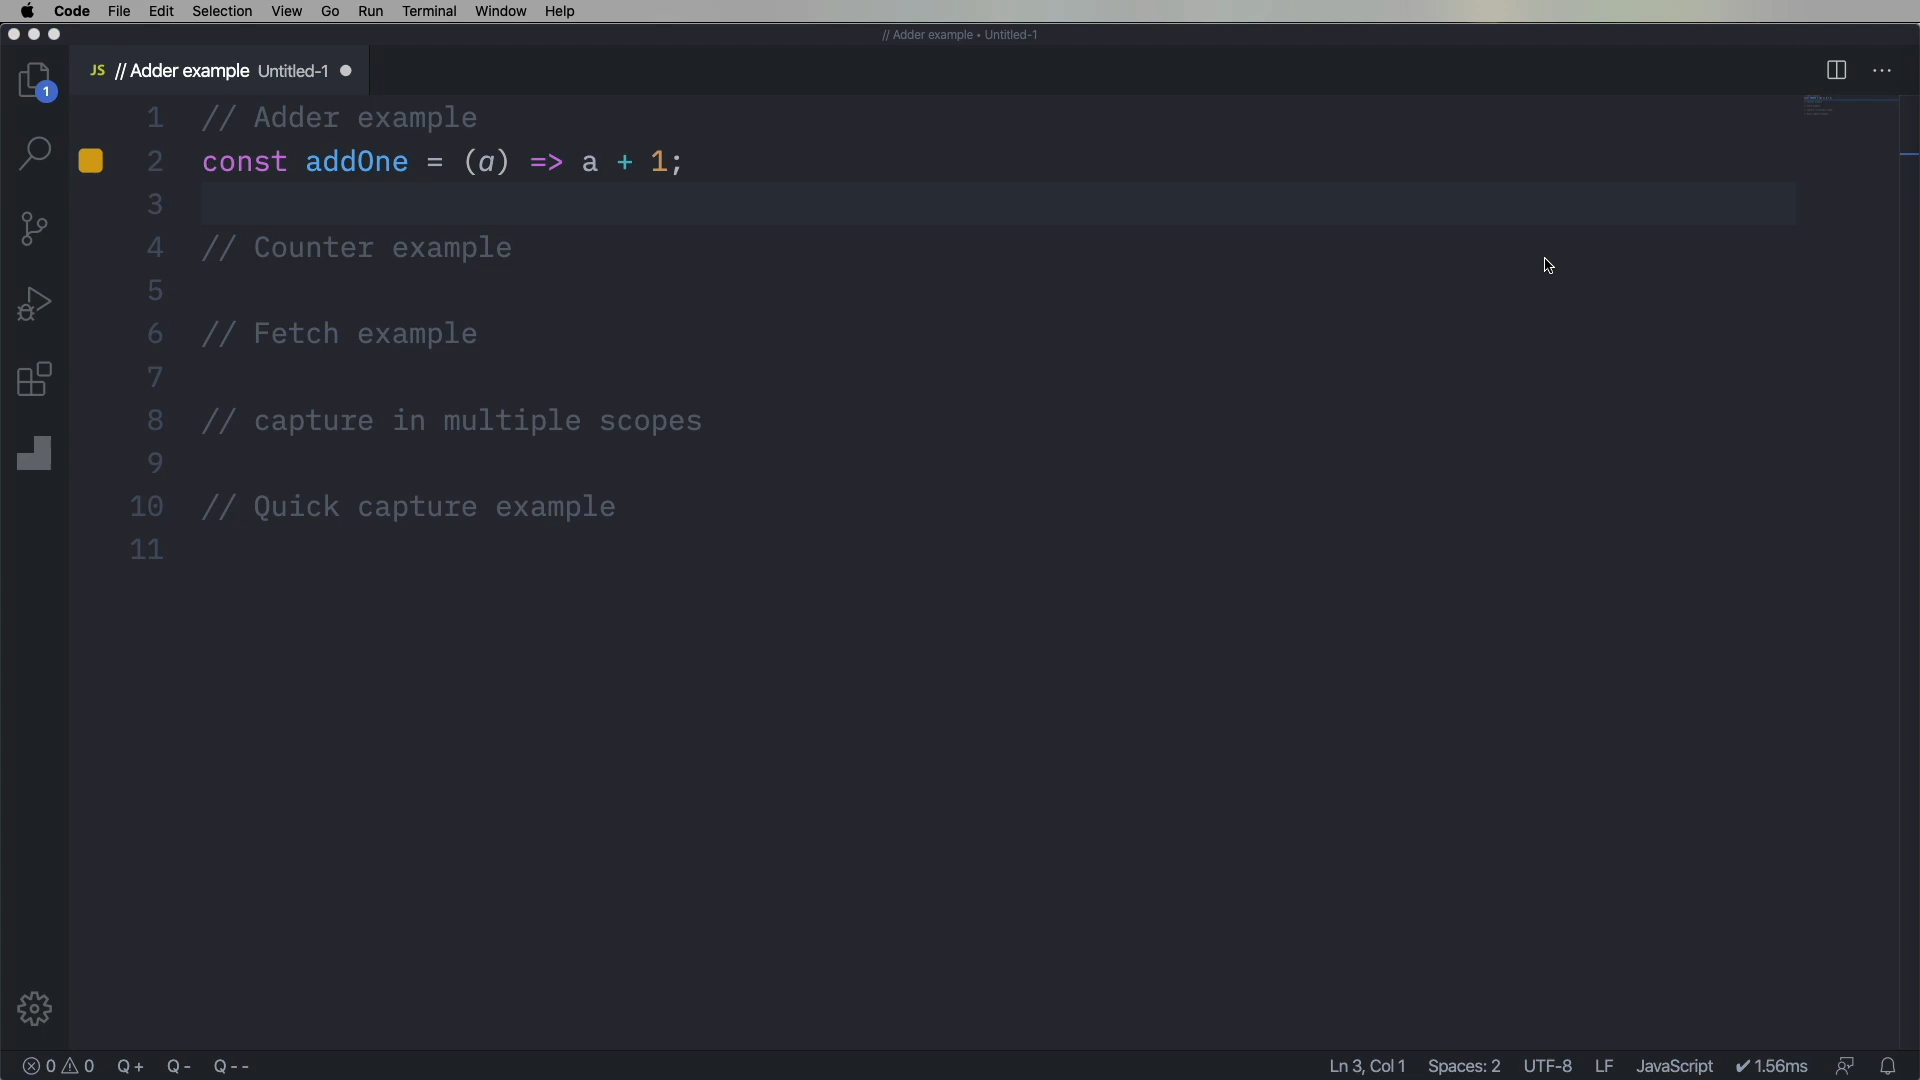 Code File Edit Selection View Go Run Terminal Window Help
// Adder example • Untitled-1
JS // Adder example Untitled-1
1
1 // Adder example
2 const addOne = (a) => a + 1;
3
4 // Counter example
5
6 // Fetch example
7
8 // capture in multiple scopes
9
10 // Quick capture example
11
0 0 Q + Q - Q - - Ln 3, Col 1 Spaces: 2 UTF-8 LF JavaScript ✔ 1.56ms